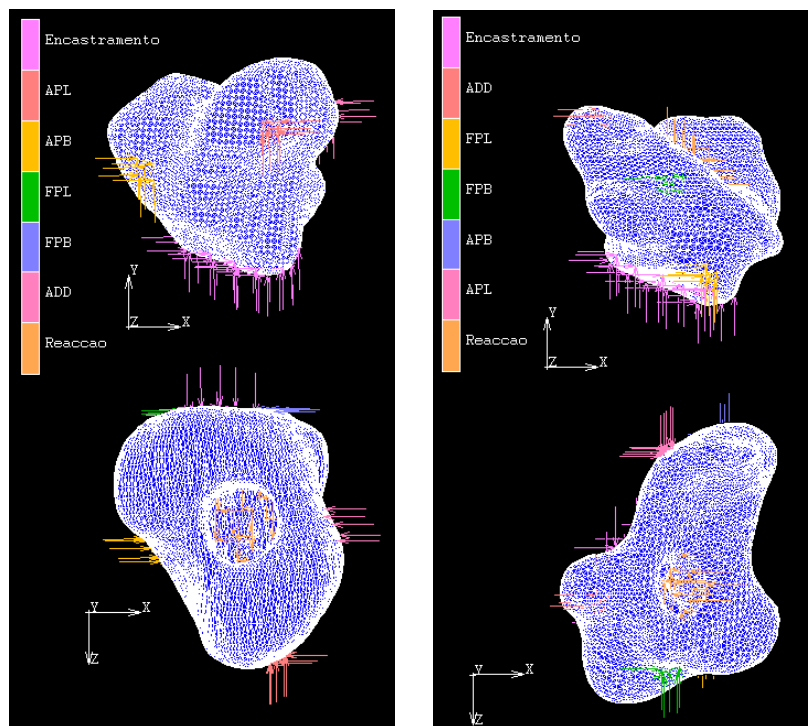 Encastramento
APL
APB
FPL
FPB
ADD
Reaccao
Y
Z X
Y X
Z
Encastramento
ADD
FPL
FPB
APB
APL
Reaccao
Y
Z X
Y X
Z